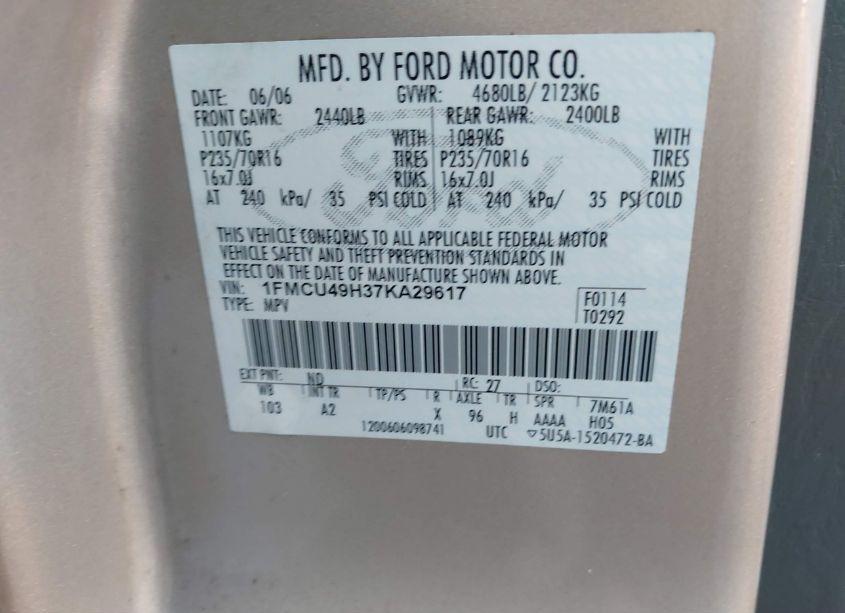 MFD. BY FORD MOTOR CO.
DATE: 06/06 GVWR: 4680LB/ 2123KG
FRONT GAWR: 2440LB REAR GAWR: 2400LB
1107KG WITH 1089KG WITH
P235/70R16 TIRES P235/70R16 TIRES
16x7.0J RIMS 16x7.0J RIMS
AT 240 kPa/ 35 PSI COLD AT 240 kPa/ 35 PSI COLD
Ford
THIS VEHICLE CONFORMS TO ALL APPLICABLE FEDERAL MOTOR
VEHICLE SAFETY AND THEFT PREVENTION STANDARDS IN
EFFECT ON THE DATE OF MANUFACTURE SHOWN ABOVE.
VIN: 1FMCU49H37KA29617 F0114
TYPE: MPV T0292
EXT PNT: ND RC: 27 DSO:
WB INT TR TP/PS R AXLE TR SPR 7M61A
103 A2 X 96 H AAAA H05
1200606098741 UTC ▽5U5A-1520472-BA